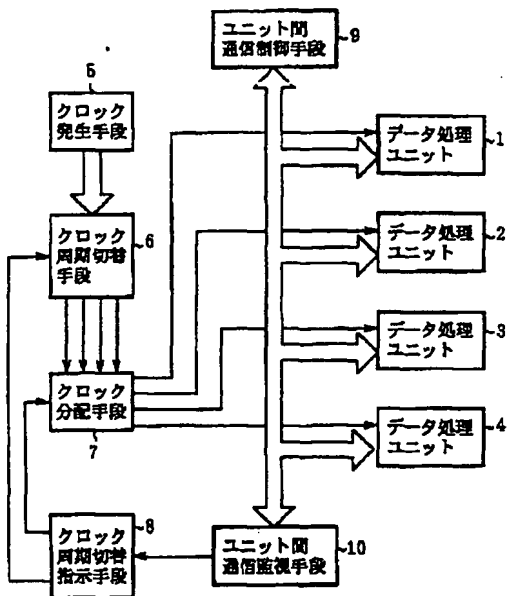 ユニット間
通信制御手段
9
5
クロック
発生手段
データ処理
ユニット
1
クロック
周期切替
手段
6
データ処理
ユニット
2
データ処理
ユニット
3
クロック
分配手段
7
データ処理
ユニット
4
クロック
周期切替
指示手段
8
ユニット間
通信監視手段
10